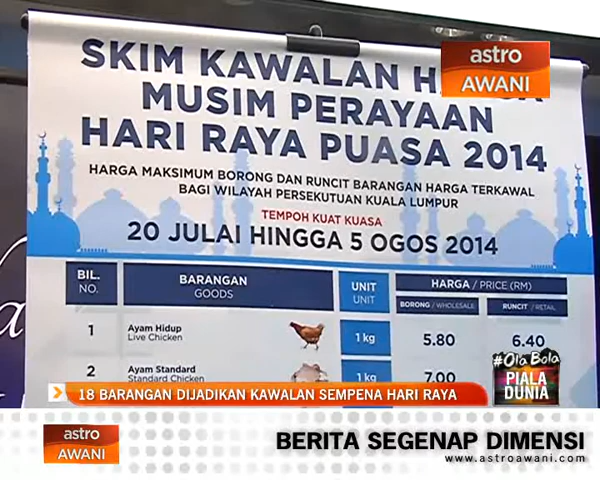 astro
AWANI
SKIM KAWALAN
MUSIM PERAYAAN
HARI RAYA PUASA 2014
HARGA MAKSIMUM BORONG DAN RUNCIT BARANGAN HARGA TERKAWAL
BAGI WILAYAH PERSEKUTUAN KUALA LUMPUR
TEMPOH KUAT KUASA
20 JULAI HINGGA 5 OGOS 2014
BIL. BARANGAN UNIT HARGA / PRICE (RM)
NO. GOODS UNIT BORONG / WHOLESALE RUNCIT / RETAIL
1 Ayam Hidup 1 kg 5.80 6.40
Live Chicken
2 Ayam Standard 1 kg 7.00
Standard Chicken
#Ola Bola
PIALA
DUNIA
18 BARANGAN DIJADIKAN KAWALAN SEMPENA HARI RAYA
astro
AWANI
BERITA SEGENAP DIMENSI
www.astroawani.com